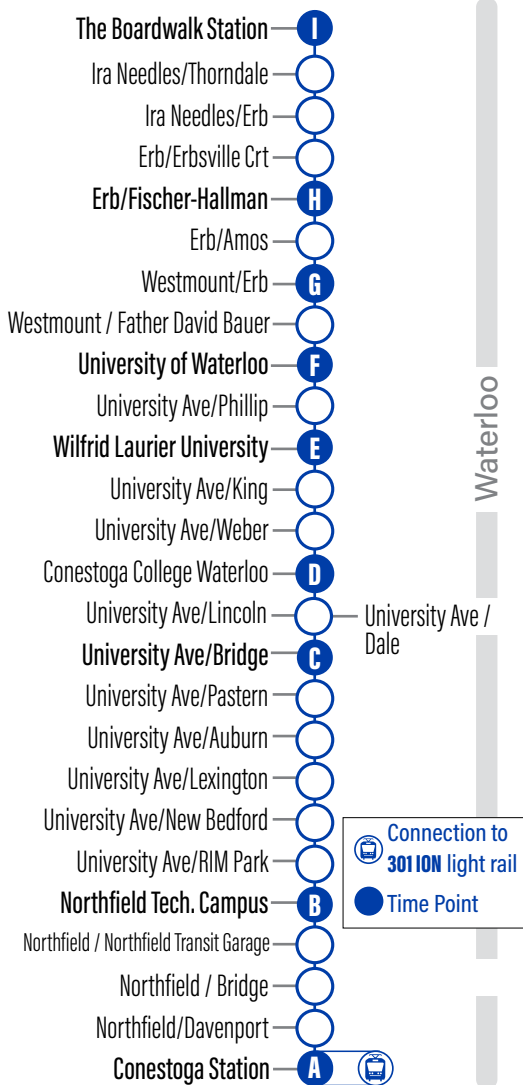 The Boardwalk Station
I
Ira Needles/Thorndale
Ira Needles/Erb
Erb/Erbsville Crt
Erb/Fischer-Hallman
H
Erb/Amos
Westmount/Erb
G
Westmount / Father David Bauer
University of Waterloo
F
University Ave/Phillip
Wilfrid Laurier University
E
University Ave/King
University Ave/Weber
Conestoga College Waterloo
D
University Ave/Lincoln
University Ave /
Dale
University Ave/Bridge
C
University Ave/Pastern
University Ave/Auburn
University Ave/Lexington
University Ave/New Bedford
University Ave/RIM Park
Northfield Tech. Campus
B
Northfield / Northfield Transit Garage
Northfield / Bridge
Northfield/Davenport
Conestoga Station
A
Waterloo
Connection to
301 ION light rail
Time Point